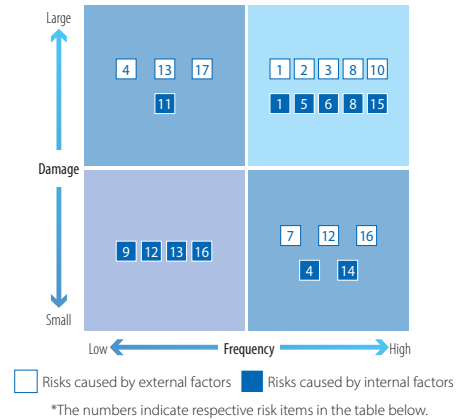 Large
4 13 17
1 2 3 8 10
11
1 5 6 8 15
Damage
7 12 16
9 12 13 16
4 14
Small
Low Frequency High
Risks caused by external factors Risks caused by internal factors
*The numbers indicate respective risk items in the table below.